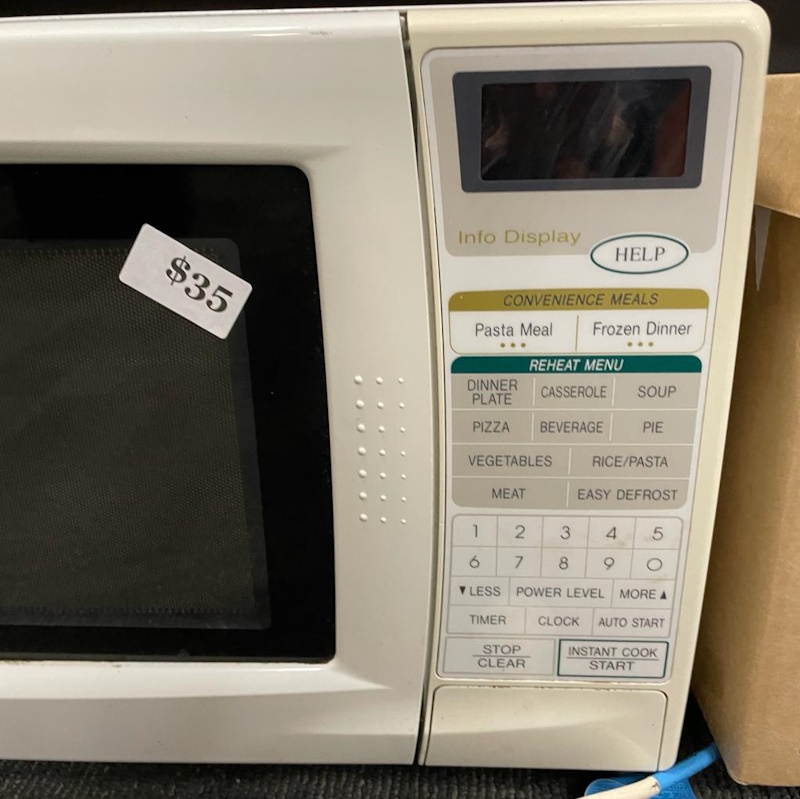 $35
Info Display
HELP
CONVENIENCE MEALS
Pasta Meal Frozen Dinner
REHEAT MENU
DINNER PLATE CASSEROLE SOUP
PIZZA BEVERAGE PIE
VEGETABLES RICE/PASTA
MEAT EASY DEFROST
1 2 3 4 5
6 7 8 9 0
▼LESS POWER LEVEL MORE▲
TIMER CLOCK AUTO START
STOP INSTANT COOK
CLEAR START